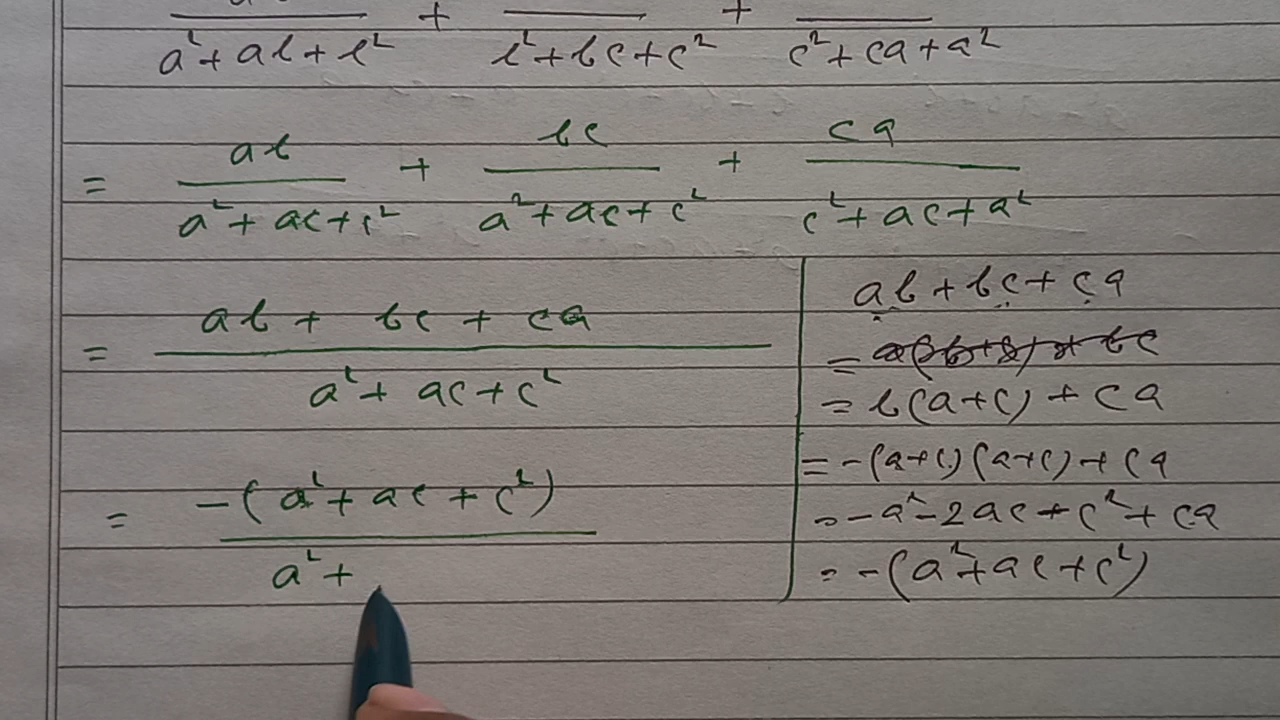 a²+ab+b² + b²+bc+c² + c²+ca+a²
= ab/(a²+ac+c²) + bc/(a²+ac+c²) + ca/(c²+ac+a²)
= (ab + bc + ca)/(a²+ac+c²)
= -(a²+ac+c²)/(a²+
ab+bc+ca
=
= b(a+c)+ca
= -(a+c)(a+c)+ca
= -a²-2ac+c²+ca
= -(a²+ac+c²)